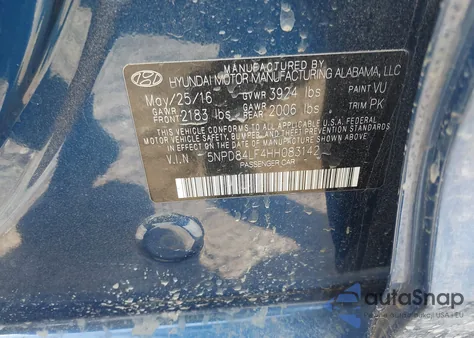 MANUFACTURED BY
HYUNDAI MOTOR MANUFACTURING ALABAMA, LLC
May/25/16 GVWR 3924 lbs PAINT VU
GAWR FRONT 2183 lbs GAWR REAR 2006 lbs TRIM PK
THIS VEHICLE CONFORMS TO ALL APPLICABLE U.S.A. FEDERAL
MOTOR VEHICLE SAFETY, BUMPER, AND THEFT PREVENTION STANDARDS
IN EFFECT ON THE DATE OF MANUFACTURE SHOWN ABOVE.
V.I.N : 5NPD84LF4HH083142
PASSENGER CAR
autoSnap